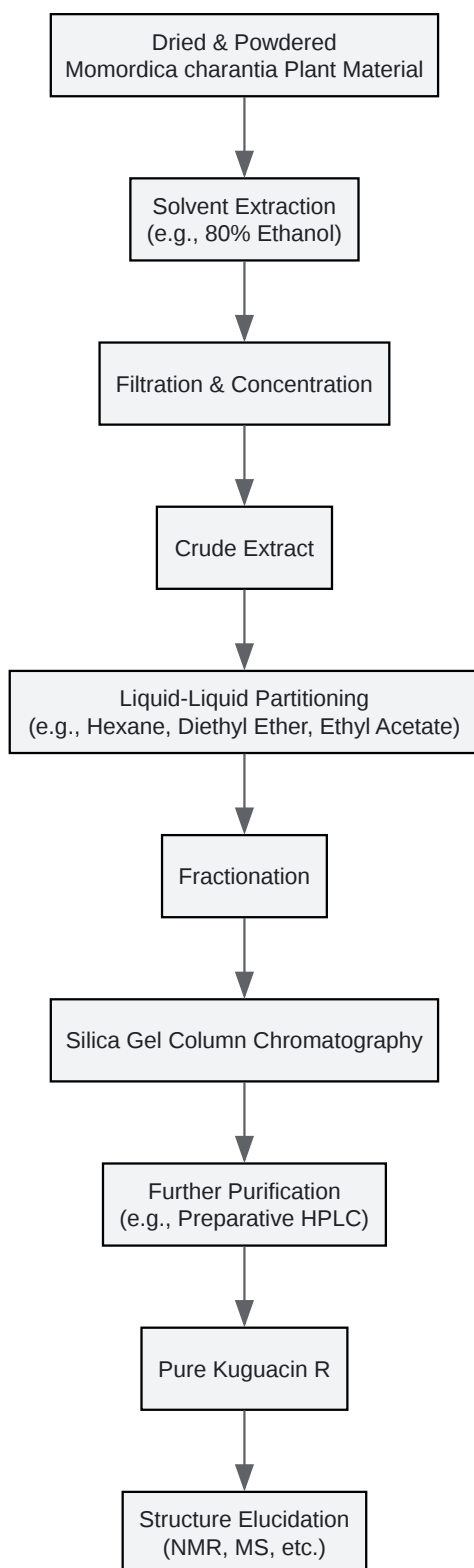 Dried & Powdered
Momordica charantia Plant Material
Solvent Extraction
(e.g., 80% Ethanol)
Filtration & Concentration
Crude Extract
Liquid-Liquid Partitioning
(e.g., Hexane, Diethyl Ether, Ethyl Acetate)
Fractionation
Silica Gel Column Chromatography
Further Purification
(e.g., Preparative HPLC)
Pure Kuguacin R
Structure Elucidation
(NMR, MS, etc.)